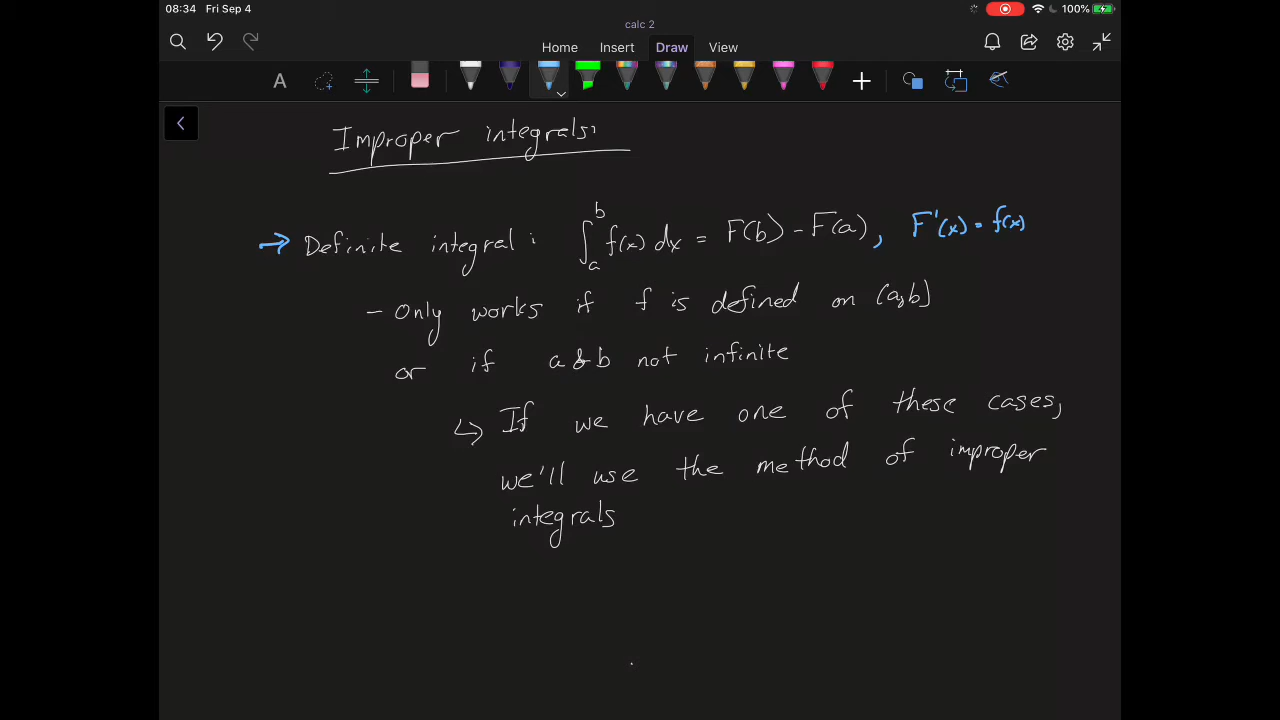 08:34 Fri Sep 4
100%
calc 2
Home Insert Draw View
A
Improper integrals:
→ Definite integral : ∫_a^b f(x) dx = F(b) - F(a), F'(x) = f(x)
- Only works if f is defined on [a,b]
or if a & b not infinite
↳ If we have one of these cases,
we'll use the method of improper
integrals